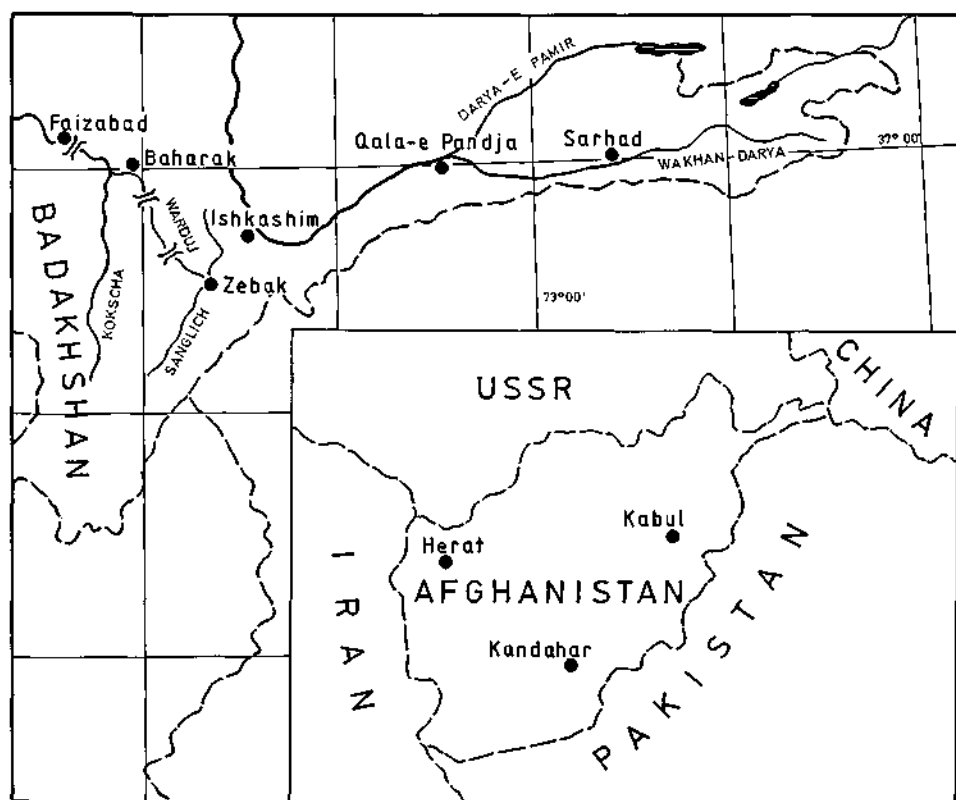 DARYA-E PAMIR
Faizabad
Baharak
Qala-e Pandja
Sarhad
37° 00'
WAKHAN-DARYA
BADAKHSHAN
WARDUJ
Ishkashim
KOKSCHA
Zebak
SANGLICH
73°00'
USSR
CHINA
Kabul
Herat
IRAN
AFGHANISTAN
PAKISTAN
Kandahar